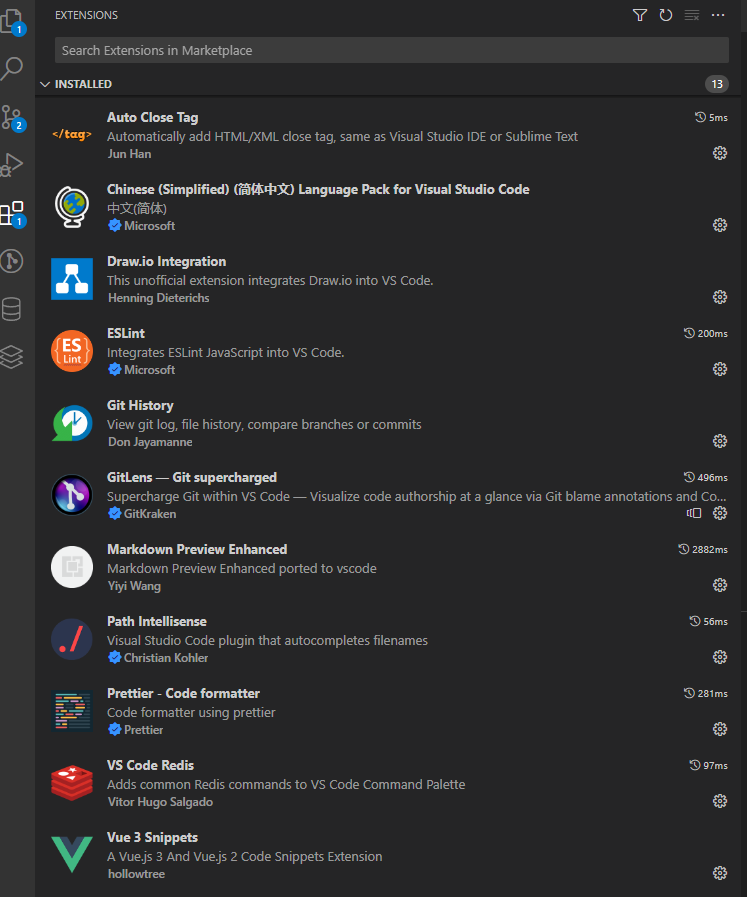 EXTENSIONS
1
Search Extensions in Marketplace
INSTALLED 13
2
1
</tag>
Auto Close Tag 5ms
Automatically add HTML/XML close tag, same as Visual Studio IDE or Sublime Text
Jun Han
Chinese (Simplified) (简体中文) Language Pack for Visual Studio Code
中文(简体)
Microsoft
Draw.io Integration
This unofficial extension integrates Draw.io into VS Code.
Henning Dieterichs
ESLint 200ms
ES
Lint
Integrates ESLint JavaScript into VS Code.
Microsoft
Git History
View git log, file history, compare branches or commits
Don Jayamanne
GitLens — Git supercharged 496ms
Supercharge Git within VS Code — Visualize code authorship at a glance via Git blame annotations and Co...
GitKraken
Markdown Preview Enhanced 2882ms
Markdown Preview Enhanced ported to vscode
Yiyi Wang
Path Intellisense 56ms
./
Visual Studio Code plugin that autocompletes filenames
Christian Kohler
Prettier - Code formatter 281ms
Code formatter using prettier
Prettier
VS Code Redis 97ms
Adds common Redis commands to VS Code Command Palette
Vitor Hugo Salgado
Vue 3 Snippets
A Vue.js 3 And Vue.js 2 Code Snippets Extension
hollowtree